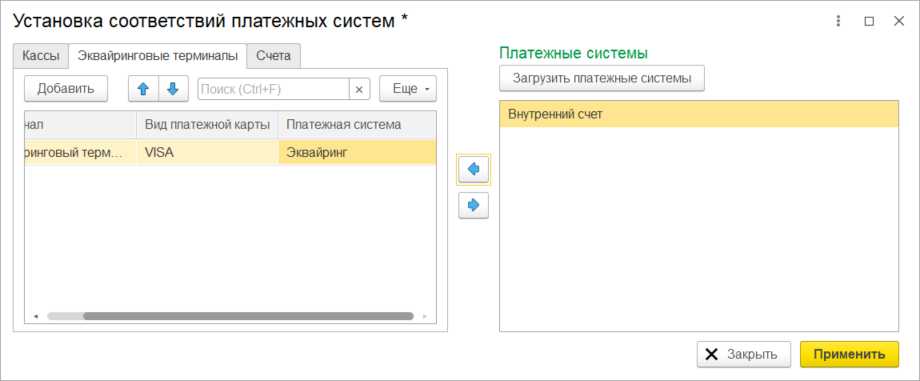 Установка соответствий платежных систем *
Кассы Эквайринговые терминалы Счета
Добавить Поиск (Ctrl+F) × Еще
нал Вид платежной карты Платежная система
ринговый терм... VISA Эквайринг
Платежные системы
Загрузить платежные системы
Внутренний счет
Закрыть Применить